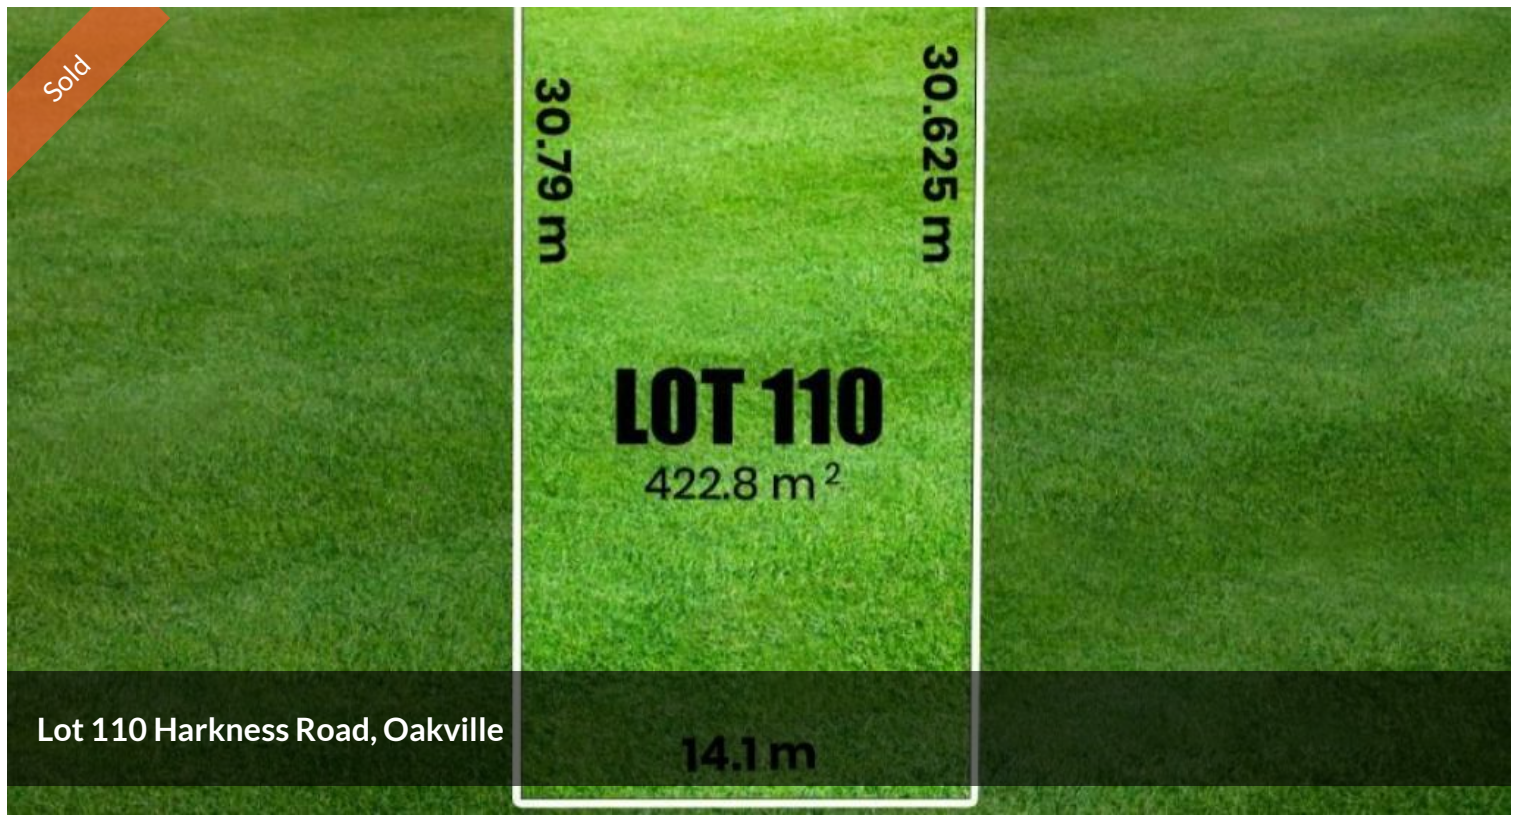 Sold
30.79 m
30.625 m
LOT 110
422.8 m²
Lot 110 Harkness Road, Oakville
14.1 m